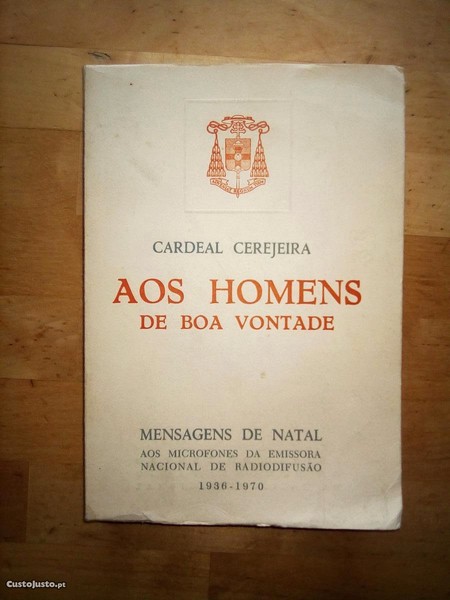 CARDEAL CEREJEIRA
AOS HOMENS
DE BOA VONTADE
MENSAGENS DE NATAL
AOS MICROFONES DA EMISSORA
NACIONAL DE RADIODIFUSÃO
1936-1970
CustoJusto.pt